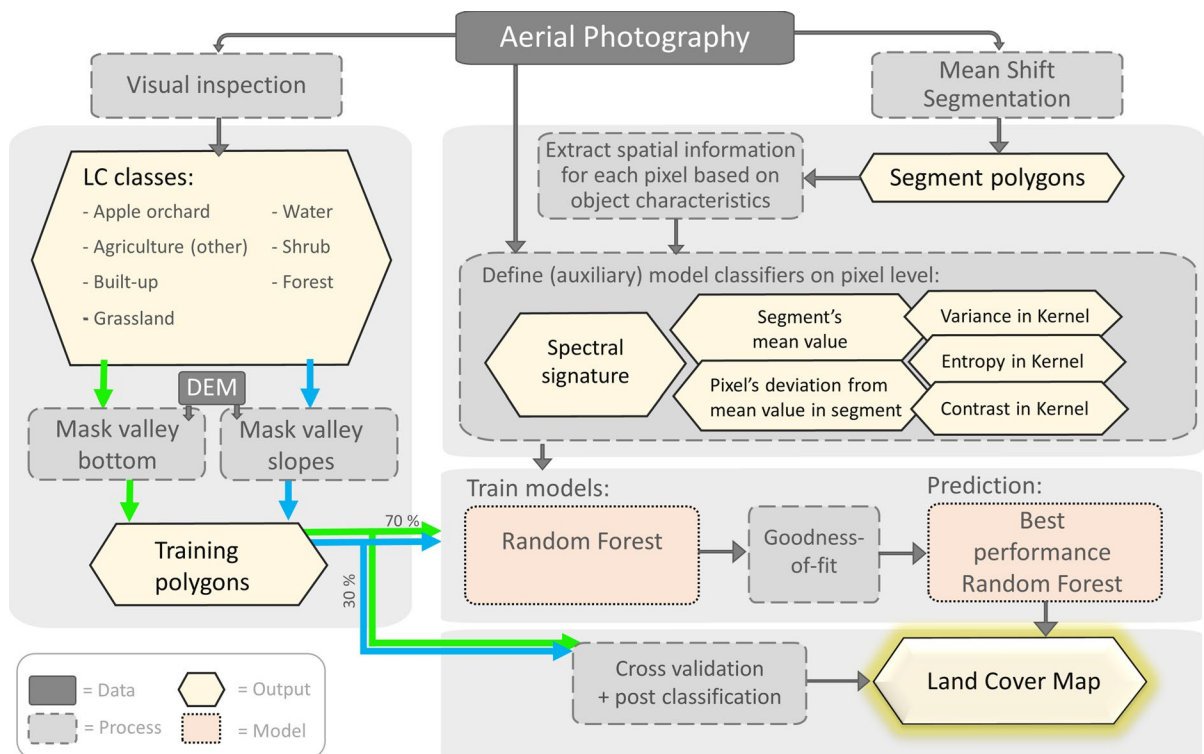 Aerial Photography
Visual inspection
Mean Shift
Segmentation
LC classes:
- Apple orchard
- Agriculture (other)
- Built-up
- Grassland
- Water
- Shrub
- Forest
Extract spatial information
for each pixel based on
object characteristics
Segment polygons
Define (auxiliary) model classifiers on pixel level:
Spectral
signature
Segment's
mean value
Pixel's deviation from
mean value in segment
Variance in Kernel
Entropy in Kernel
Contrast in Kernel
DEM
Mask valley
bottom
Mask valley
slopes
Training
polygons
70 %
30 %
Train models:
Random Forest
Goodness-
of-fit
Prediction:
Best
performance
Random Forest
Cross validation
+ post classification
Land Cover Map
= Data
= Output
= Process
= Model